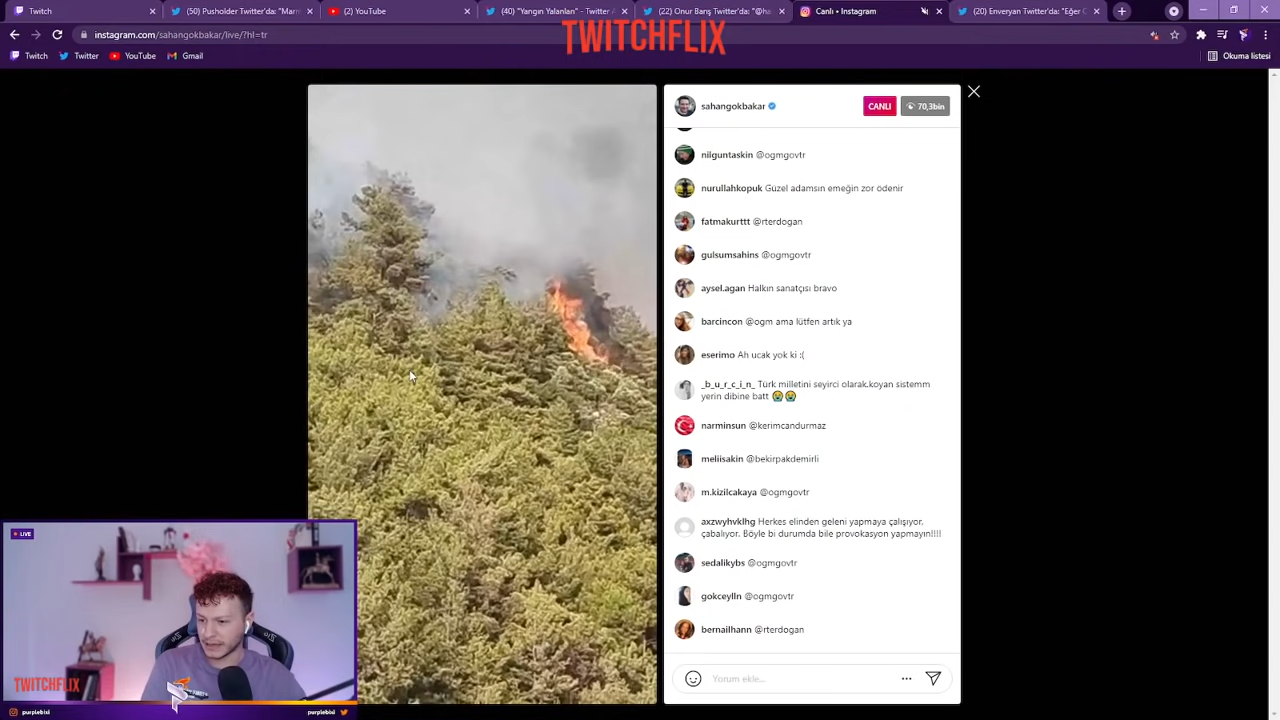 Twitch
(50) Pusholder Twitter'da: "Marm
(2) YouTube
(40) "Yangın Yalanları" - Twitter
(22) Barış on Twitter: "@Bakar
Canlı • Instagram
(20) Enveryan Twitter'da: "Eğer C
instagram.com/sahangokbakar/live/?hl=tr
TWITCHFLIX
Twitch
Twitter
YouTube
Gmail
Okuma listesi
sahangokbakar
CANLI
70,3bin
nilguntaskin @ogmgovtr
nurullahkopuk Güzel adamsın emeğin zor ödenir
fatmakurttt @rterdogan
gulsumsahins @ogmgovtr
aysel.agan Halkın sanatçısı bravo
barcincon @ogm ama lütfen artık ya
eserimo Ah ucak yok ki :(
_b_u_r_c_i_n_ Türk milletini seyirci olarak.koyan sistemm
yerin dibine batt 😭😭
narminsun @kerimcandurmaz
meliisakin @bekirpakdemirli
m.kizilcakaya @ogmgovtr
axzwyhvklhg Herkes elinden geleni yapmaya çalışıyor,
çabalıyor. Böyle bi durumda bile provokasyon yapmayın!!!!
sedalikybs @ogmgovtr
gokceylln @ogmgovtr
bernailhann @rterdogan
Yorum ekle...
LIVE
TWITCHFLIX
purplebixi
purplebixi